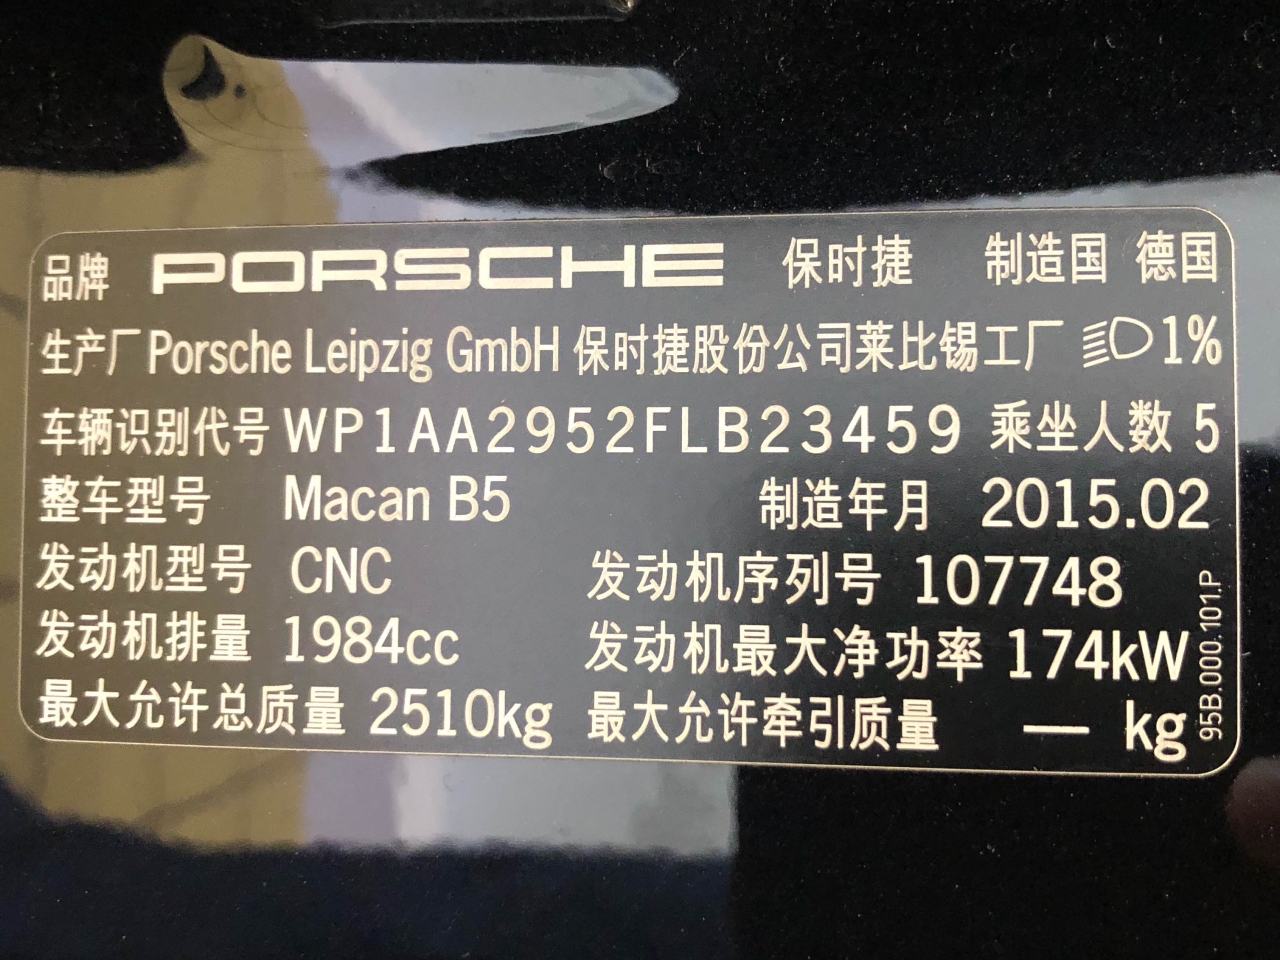 品牌 PORSCHE 保时捷 制造国 德国
生产厂 Porsche Leipzig GmbH 保时捷股份公司莱比锡工厂 1%
车辆识别代号 WP1AA2952FLB23459 乘坐人数 5
整车型号 Macan B5 制造年月 2015.02
发动机型号 CNC 发动机序列号 107748
发动机排量 1984cc 发动机最大净功率 174kW
最大允许总质量 2510kg 最大允许牵引质量 — kg
95B.000.101.P